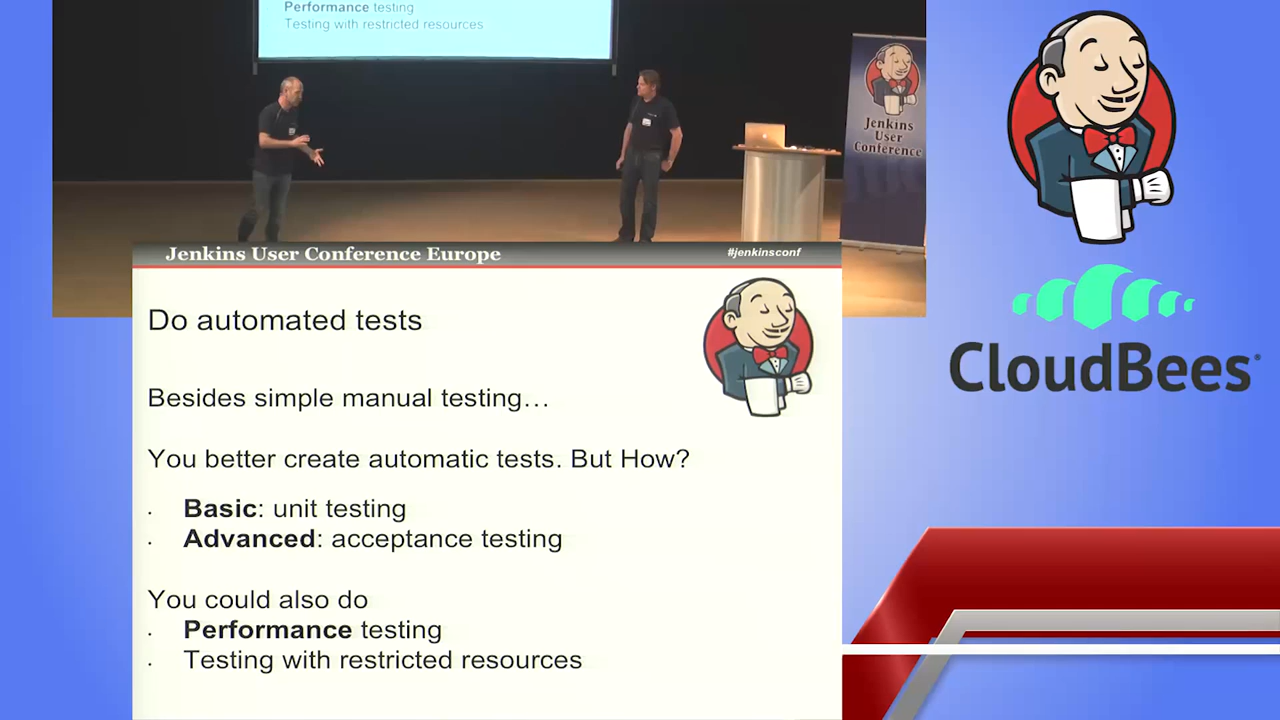 Performance testing
Testing with restricted resources
Jenkins
User
Conference
Jenkins User Conference Europe
#jenkinsconf
Do automated tests
Besides simple manual testing…
You better create automatic tests. But How?
· Basic: unit testing
· Advanced: acceptance testing
You could also do
· Performance testing
· Testing with restricted resources
CloudBees